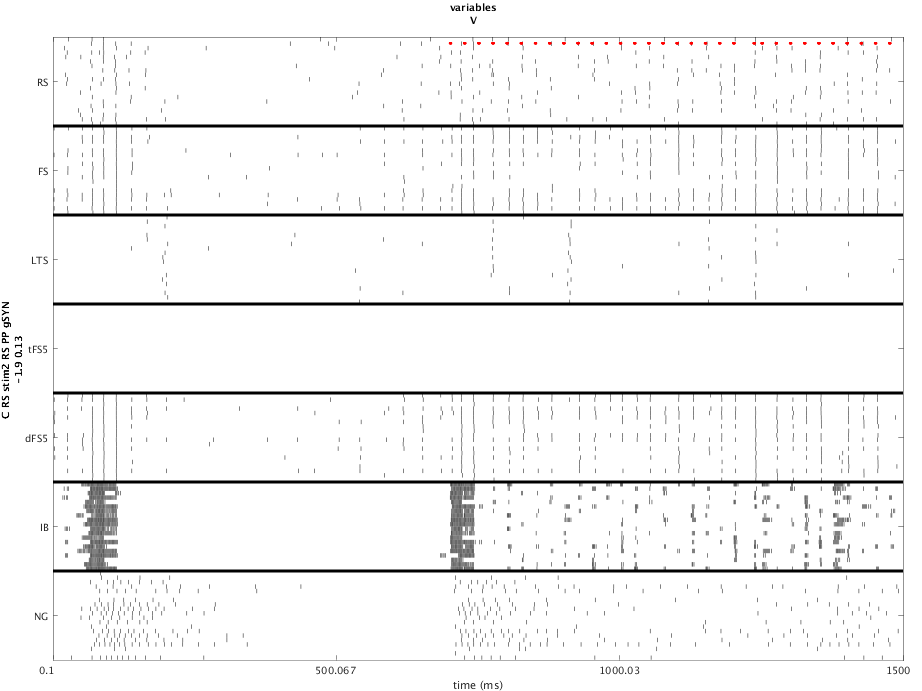 variables
V
RS
FS
LTS
tFS5
dFS5
IB
NG
C RS stim2 RS PP gSYN
-1.9 0.13
0.1
500.067
1000.03
1500
time (ms)